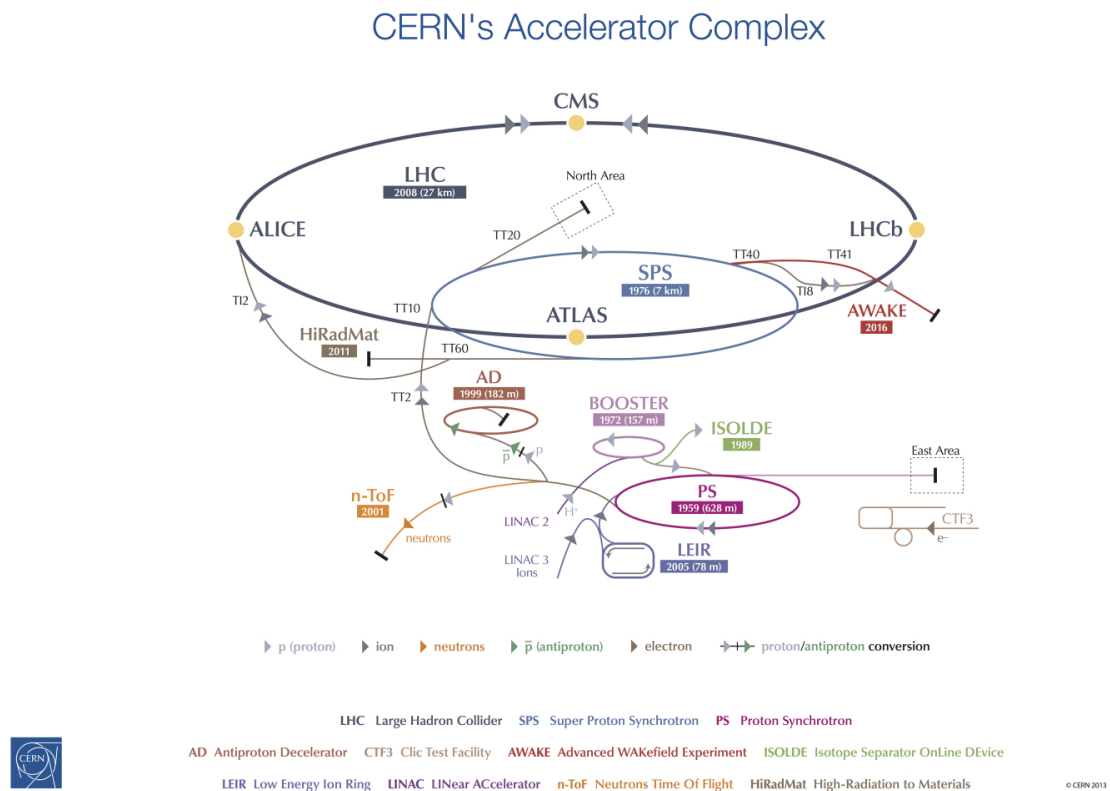 CERN's Accelerator Complex
CMS
LHC
2008 (27 km)
North Area
ALICE
LHCb
TT20
TT40
TT41
SPS
1976 (7 km)
TI2
TT10
TI8
ATLAS
AWAKE
2016
HiRadMat
2011
TT60
AD
1999 (182 m)
TT2
BOOSTER
1972 (157 m)
ISOLDE
1989
p
p̅
East Area
n-ToF
2001
PS
1959 (628 m)
neutrons
LINAC 2
H⁺
CTF3
e–
LINAC 3
Ions
LEIR
2005 (78 m)
p (proton) ion neutrons p̅ (antiproton) electron proton/antiproton conversion
LHC Large Hadron Collider SPS Super Proton Synchrotron PS Proton Synchrotron
AD Antiproton Decelerator CTF3 Clic Test Facility AWAKE Advanced WAKefield Experiment ISOLDE Isotope Separator OnLine DEvice
LEIR Low Energy Ion Ring LINAC LINear ACcelerator n-ToF Neutrons Time Of Flight HiRadMat High-Radiation to Materials
CERN
© CERN 2013